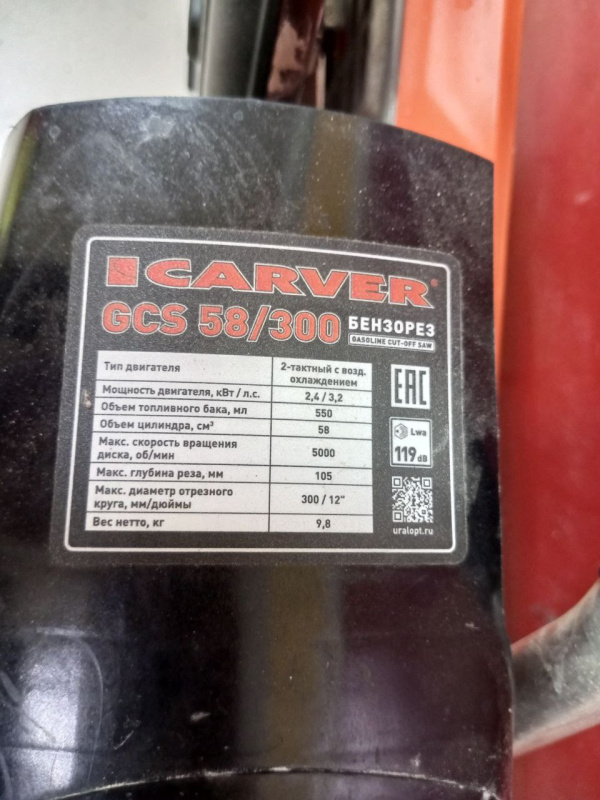 CARVER®
GCS 58/300 БЕНЗОРЕЗ
GASOLINE CUT-OFF SAW
Тип двигателя 2-тактный с возд. охлаждением
Мощность двигателя, кВт / л.с. 2,4 / 3,2
Объем топливного бака, мл 550
Объем цилиндра, см³ 58
Макс. скорость вращения диска, об/мин 5000
Макс. глубина реза, мм 105
Макс. диаметр отрезного круга, мм/дюймы 300 / 12"
Вес нетто, кг 9,8
EAC
Lwa
119 dB
uralopt.ru